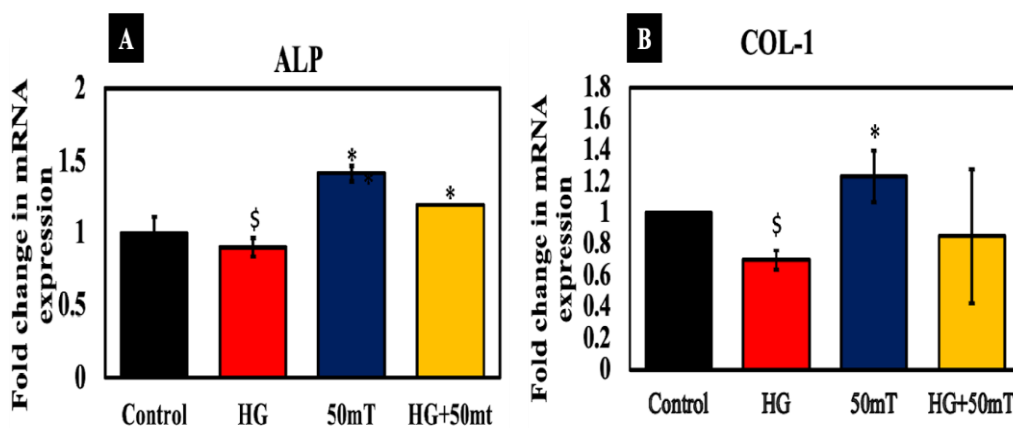 A
ALP
Fold change in mRNA
expression
2
1.5
1
0.5
0
*
*
*
$
Control HG 50mT HG+50mt
B
COL-1
Fold change in mRNA
expression
1.8
1.6
1.4
1.2
1
0.8
0.6
0.4
0.2
0
*
$
Control HG 50mT HG+50mT